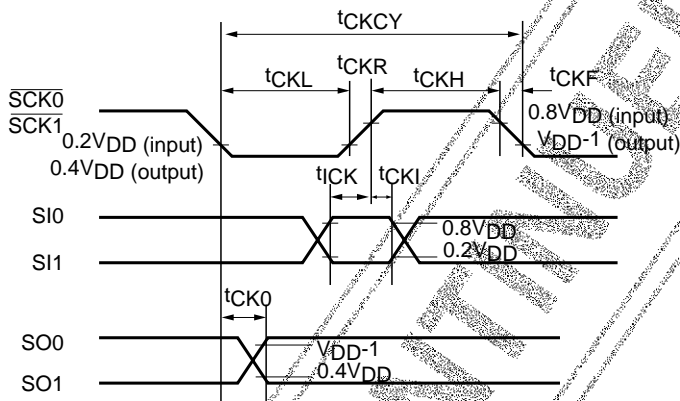 tCKCY
tCKR
tCKL
tCKH
tCKF
SCK0
SCK1
0.8VDD (input)
0.2VDD (input)
VDD-1 (output)
0.4VDD (output)
tICK
tCKI
SI0
0.8VDD
0.2VDD
SI1
tCK0
SO0
VDD-1
0.4VDD
SO1
TINUE